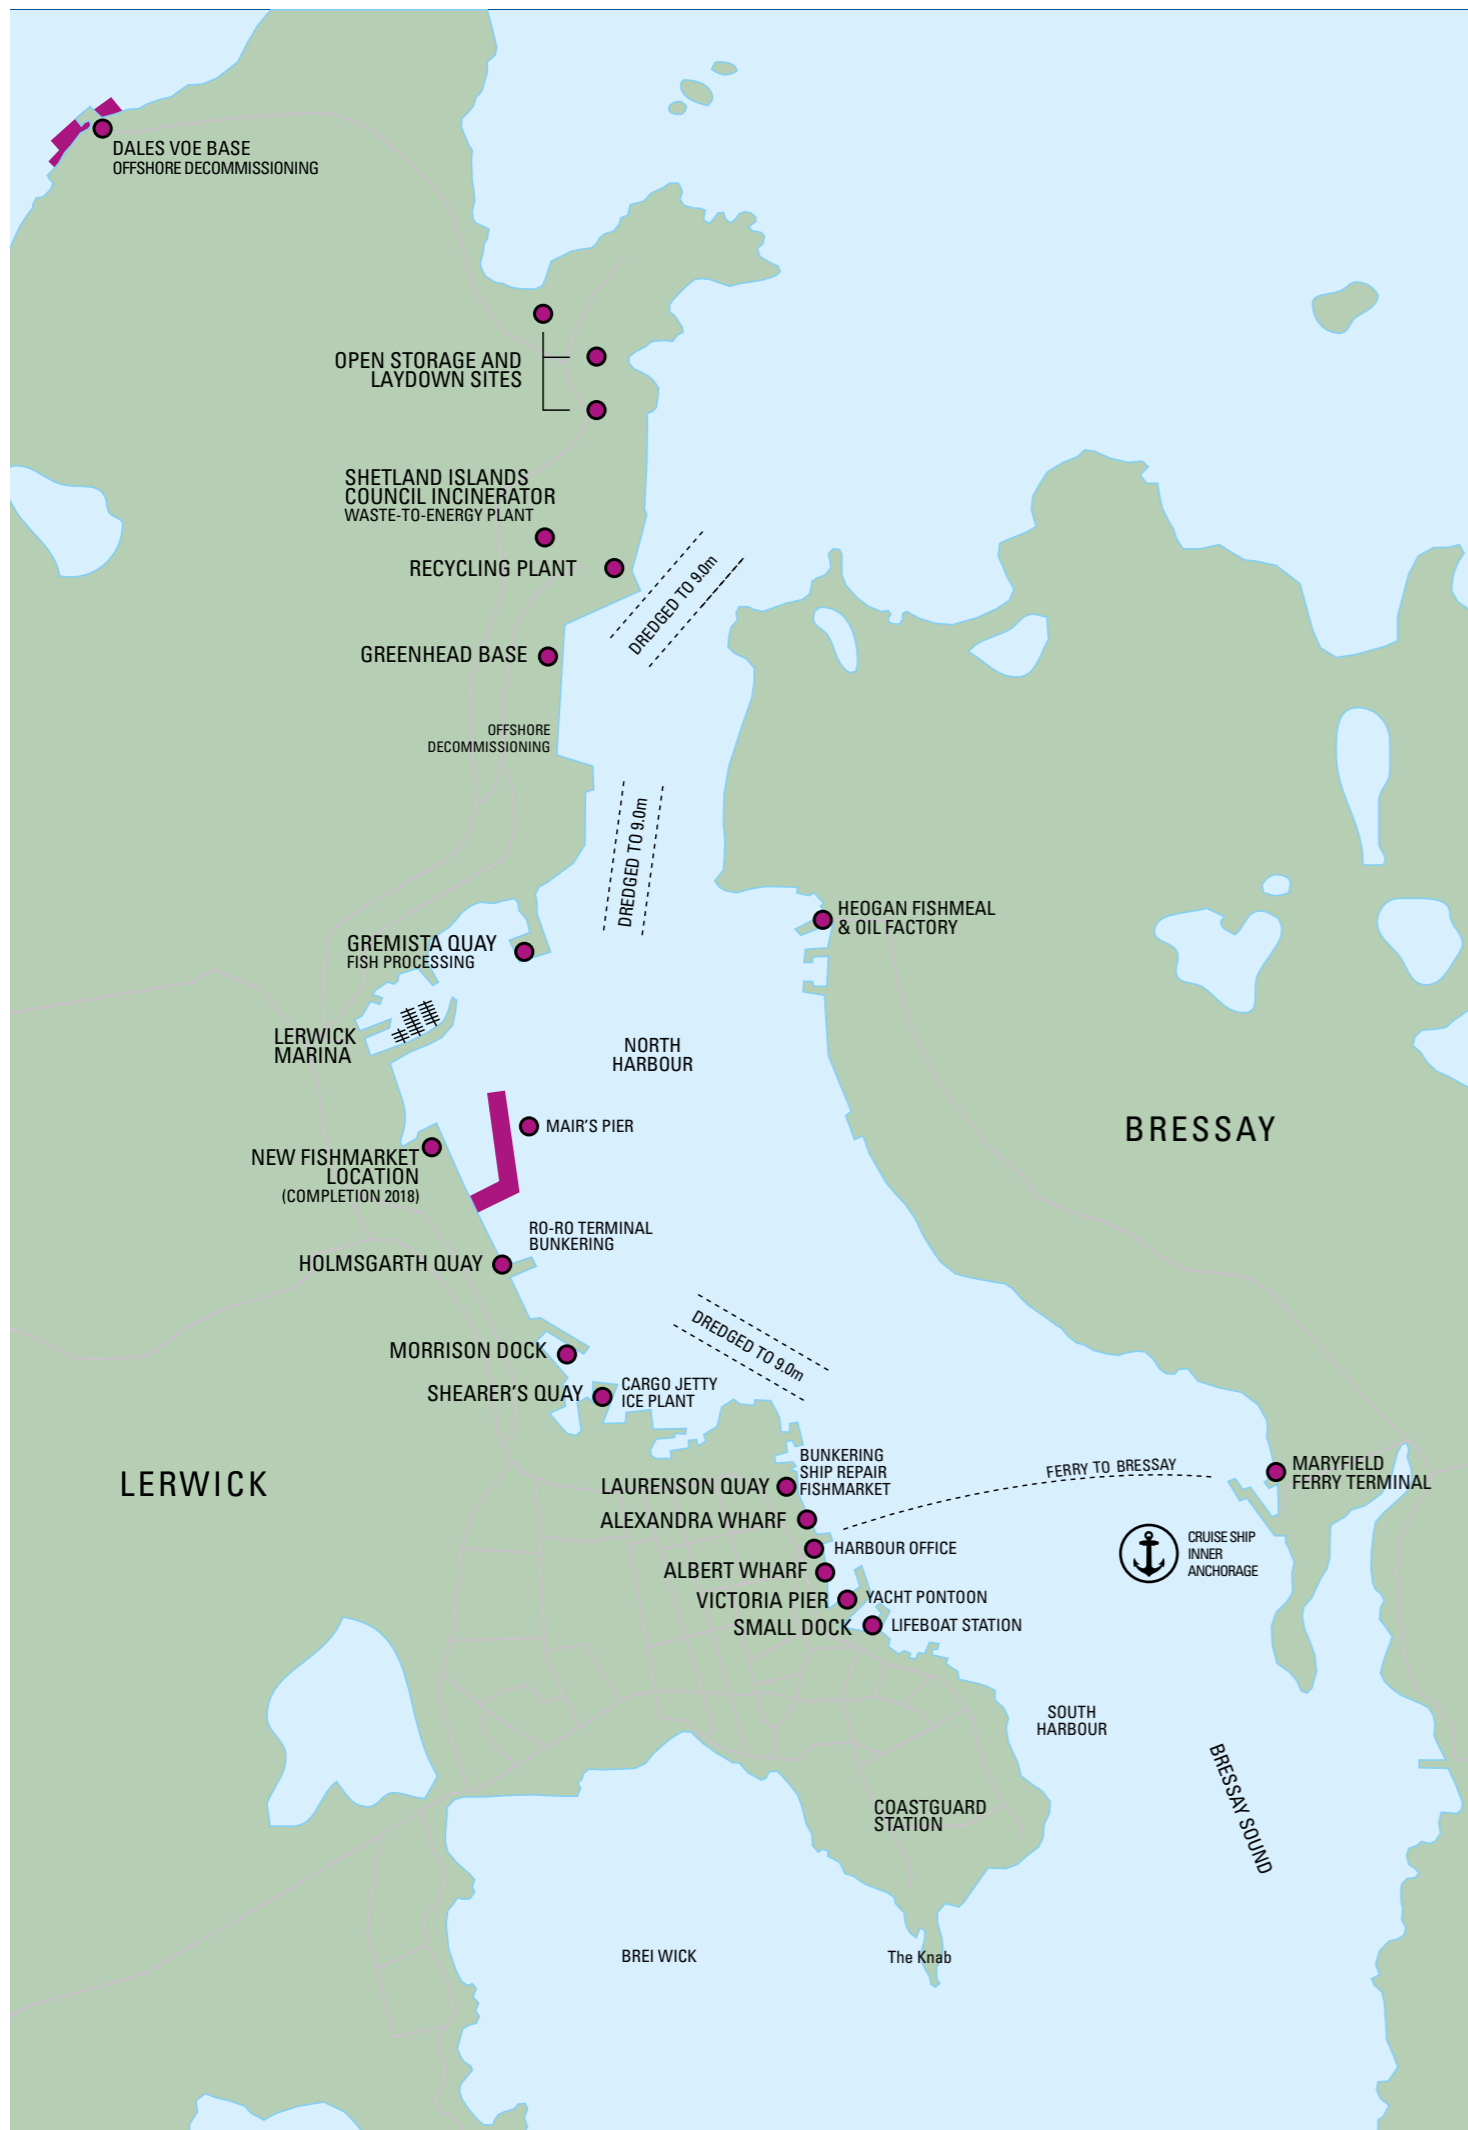 DALES VOE BASE
OFFSHORE DECOMMISSIONING
OPEN STORAGE AND
LAYDOWN SITES
SHETLAND ISLANDS
COUNCIL INCINERATOR
WASTE-TO-ENERGY PLANT
RECYCLING PLANT
DREDGED TO 9.0m
GREENHEAD BASE
OFFSHORE
DECOMMISSIONING
DREDGED TO 9.0m
HEOGAN FISHMEAL
& OIL FACTORY
GREMISTA QUAY
FISH PROCESSING
LERWICK
MARINA
NORTH
HARBOUR
BRESSAY
MAIR'S PIER
NEW FISHMARKET
LOCATION
(COMPLETION 2018)
RO-RO TERMINAL
BUNKERING
HOLMSGARTH QUAY
DREDGED TO 9.0m
MORRISON DOCK
SHEARER'S QUAY
CARGO JETTY
ICE PLANT
LERWICK
BUNKERING
SHIP REPAIR
FISHMARKET
LAURENSON QUAY
FERRY TO BRESSAY
MARYFIELD
FERRY TERMINAL
ALEXANDRA WHARF
HARBOUR OFFICE
CRUISE SHIP
INNER
ANCHORAGE
ALBERT WHARF
VICTORIA PIER
YACHT PONTOON
SMALL DOCK
LIFEBOAT STATION
SOUTH
HARBOUR
BRESSAY SOUND
COASTGUARD
STATION
BREI WICK
The Knab